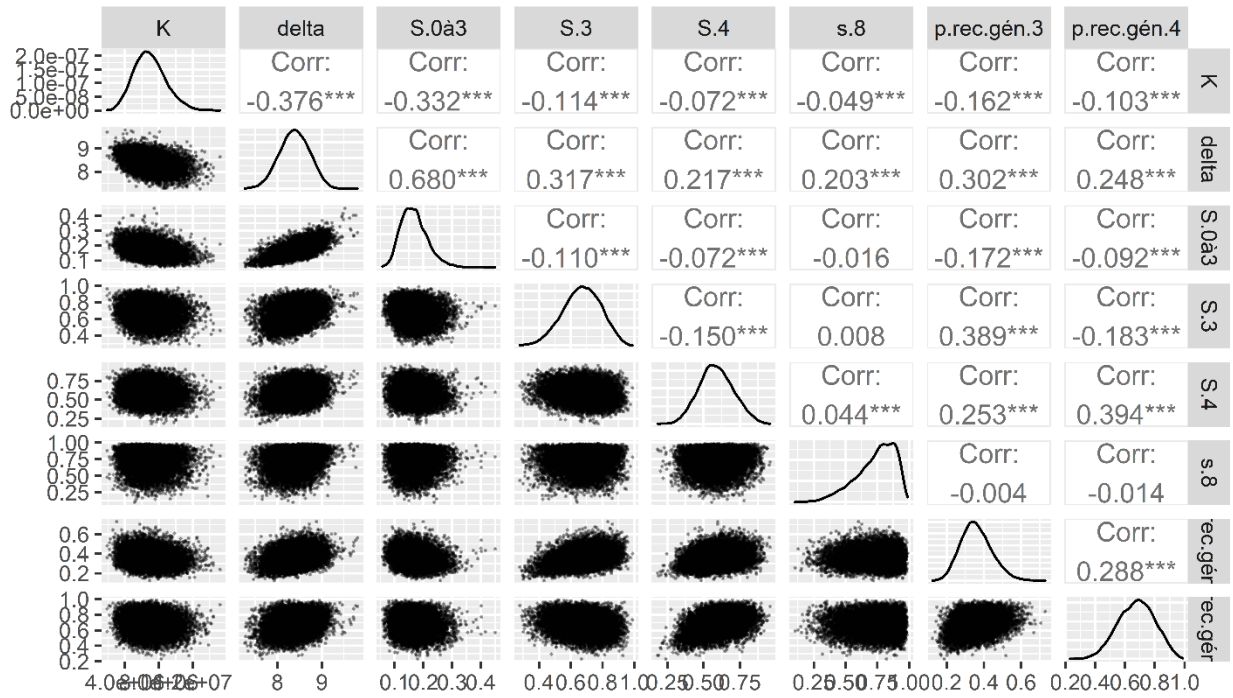 K delta S.0à3 S.3 S.4 s.8 p.rec.gén.3 p.rec.gén.4
2.0e-07
1.5e-07
5.0e-08
0.0e+00
Corr: Corr: Corr: Corr: Corr: Corr: Corr:
-0.376*** -0.332*** -0.114*** -0.072*** -0.049*** -0.162*** -0.103***
K
9
8
Corr: Corr: Corr: Corr: Corr: Corr:
0.680*** 0.317*** 0.217*** 0.203*** 0.302*** 0.248***
delta
0.4
0.3
0.2
0.1
Corr: Corr: Corr: Corr: Corr:
-0.110*** -0.072*** -0.016 -0.172*** -0.092***
S.0à3
1.0
0.8
0.6
0.4
Corr: Corr: Corr: Corr:
-0.150*** 0.008 0.389*** -0.183***
S.3
0.75
0.50
0.25
Corr: Corr: Corr:
0.044*** 0.253*** 0.394***
S.4
1.00
0.75
0.50
0.25
Corr: Corr:
-0.004 -0.014
s.8
0.6
0.4
0.2
Corr:
0.288***
rec.gér
1.0
0.8
0.6
0.4
0.2
rec.gér
8 9 0.1 0.2 0.3 0.4 0.4 0.6 0.8 1.0 0.25 0.50 0.75 0.25 0.50 0.75 1.00 0.2 0.4 0.6 0.2 0.4 0.6 0.8 1.0